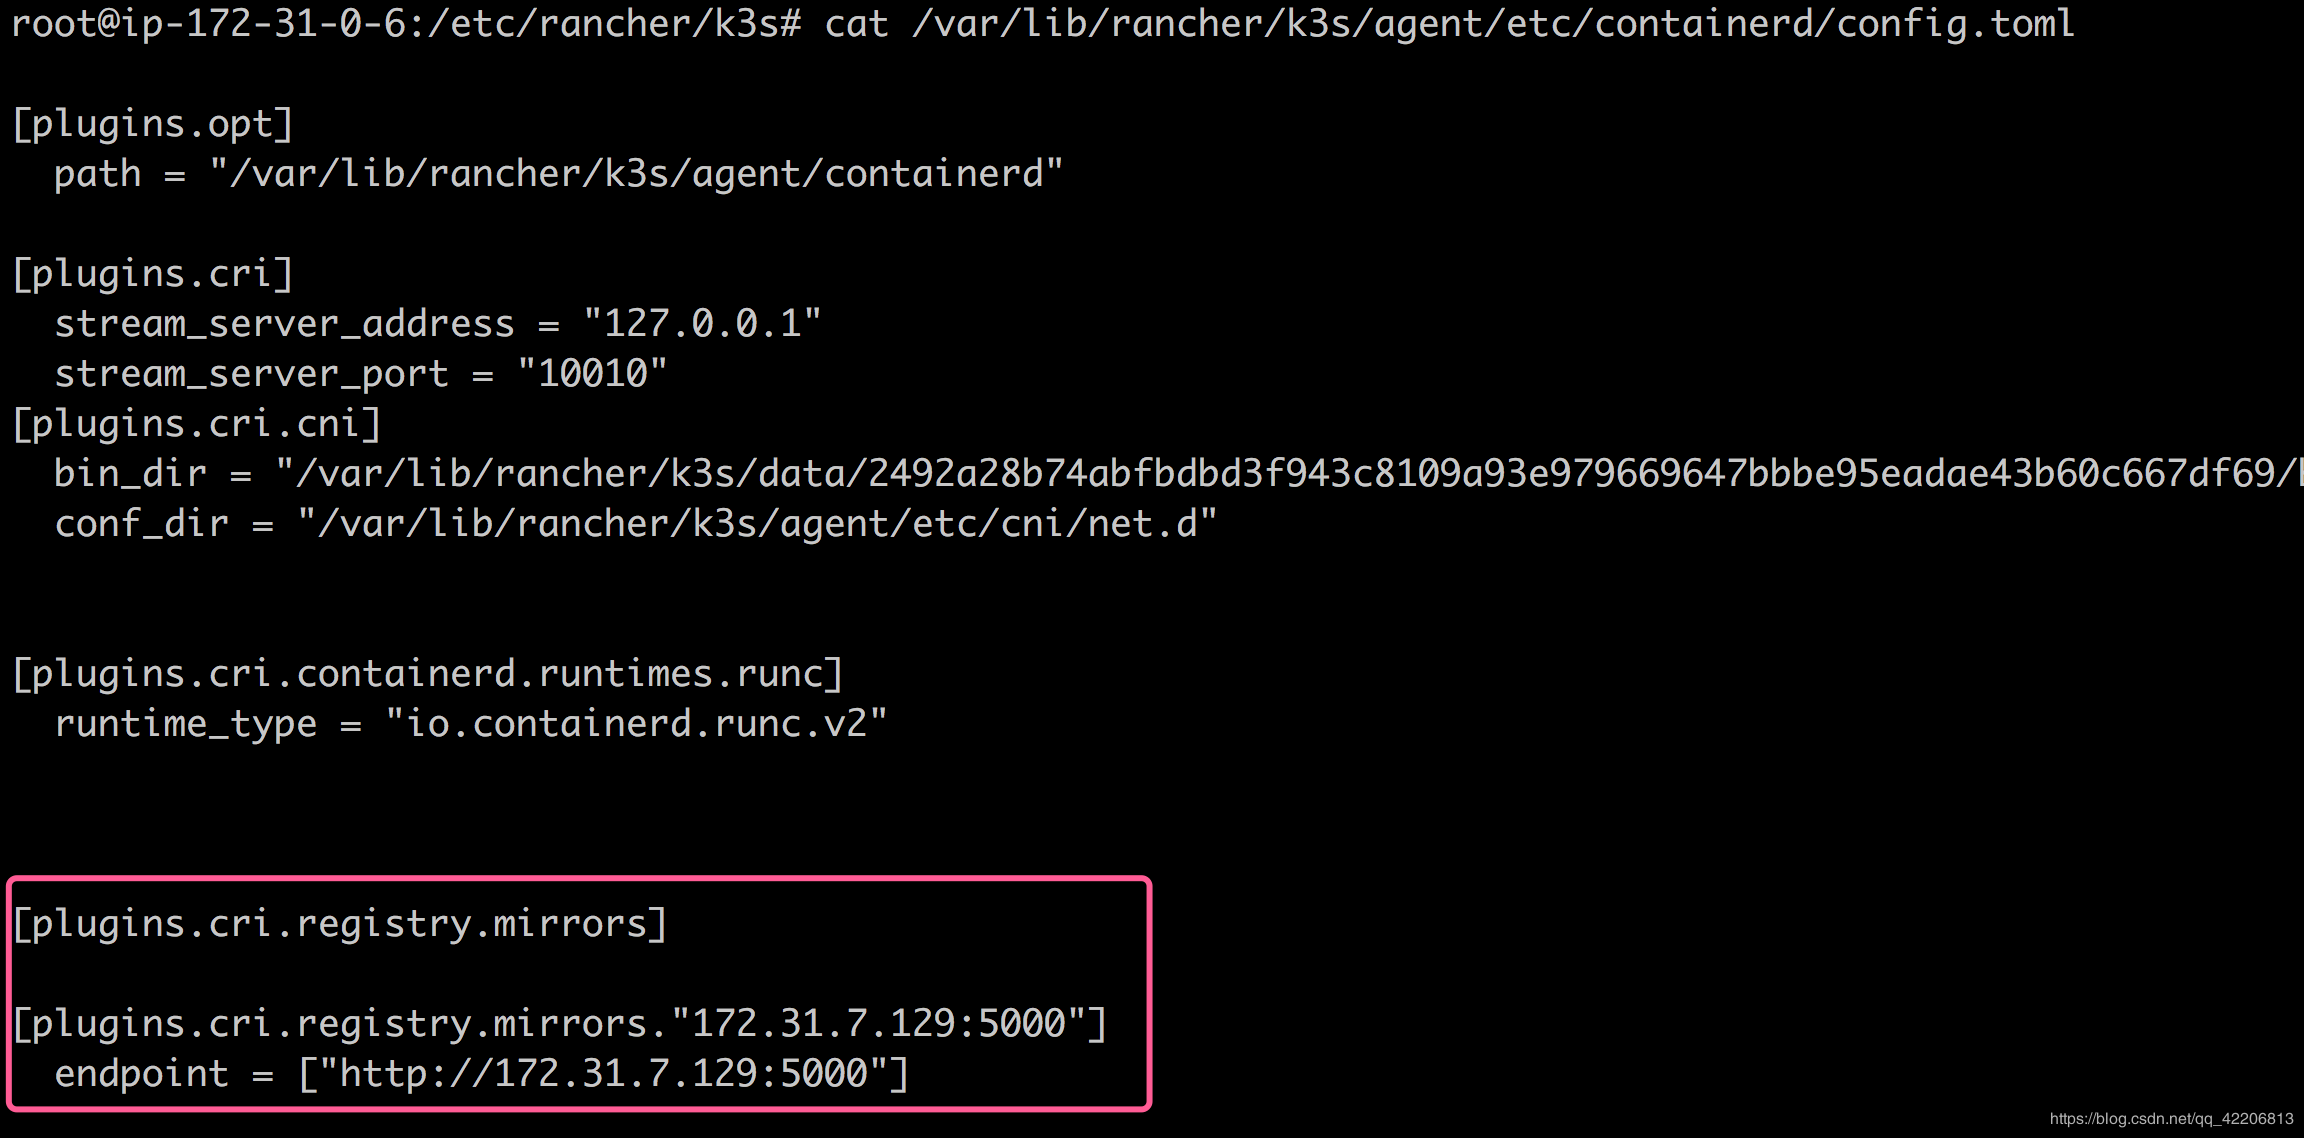 root@ip-172-31-0-6:/etc/rancher/k3s# cat /var/lib/rancher/k3s/agent/etc/containerd/config.toml
[plugins.opt]
path = "/var/lib/rancher/k3s/agent/containerd"
[plugins.cri]
stream_server_address = "127.0.0.1"
stream_server_port = "10010"
[plugins.cri.cni]
bin_dir = "/var/lib/rancher/k3s/data/2492a28b74abfbdbd3f943c8109a93e979669647bbbe95eadae43b60c667df69/
conf_dir = "/var/lib/rancher/k3s/agent/etc/cni/net.d"
[plugins.cri.containerd.runtimes.runc]
runtime_type = "io.containerd.runc.v2"
[plugins.cri.registry.mirrors]
[plugins.cri.registry.mirrors."172.31.7.129:5000"]
endpoint = ["http://172.31.7.129:5000"]
https://blog.csdn.net/qq_42206813